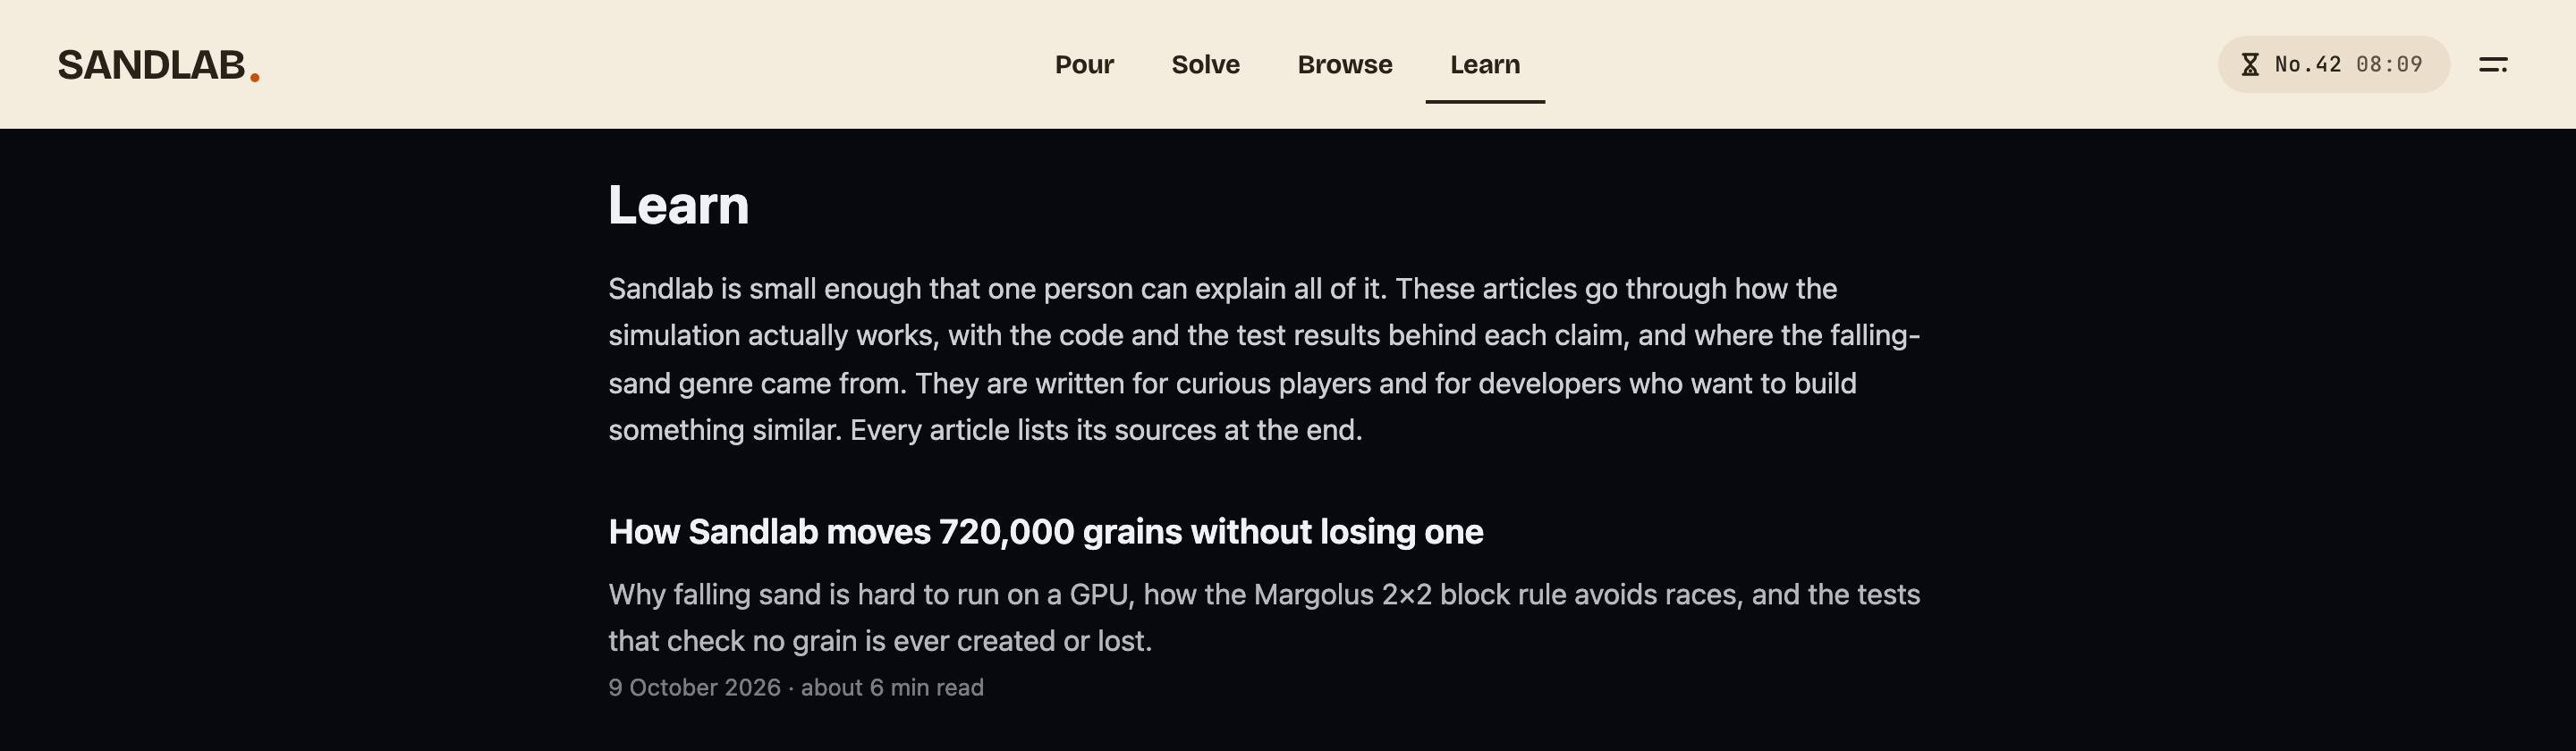 SANDLAB.
Pour
Solve
Browse
Learn
No.42 08:09
Learn
Sandlab is small enough that one person can explain all of it. These articles go through how the
simulation actually works, with the code and the test results behind each claim, and where the falling-
sand genre came from. They are written for curious players and for developers who want to build
something similar. Every article lists its sources at the end.
How Sandlab moves 720,000 grains without losing one
Why falling sand is hard to run on a GPU, how the Margolus 2×2 block rule avoids races, and the tests
that check no grain is ever created or lost.
9 October 2026 · about 6 min read